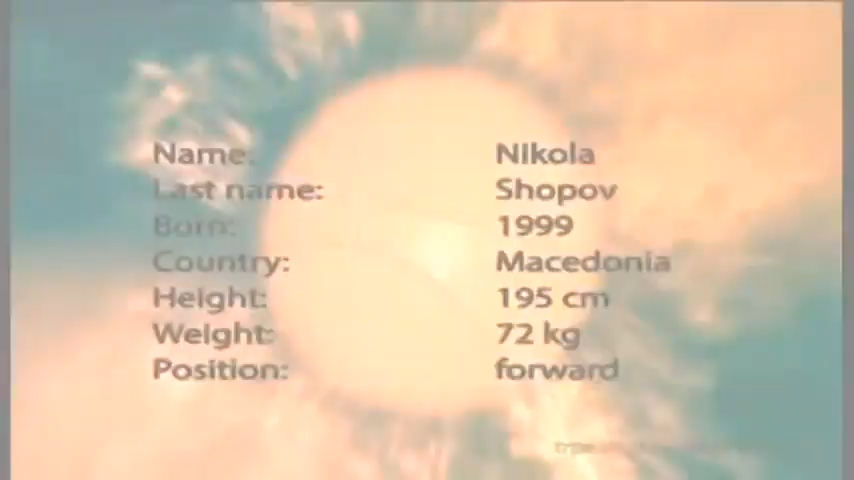 Name: Nikola
Last name: Shopov
Born: 1999
Country: Macedonia
Height: 195 cm
Weight: 72 kg
Position: forward